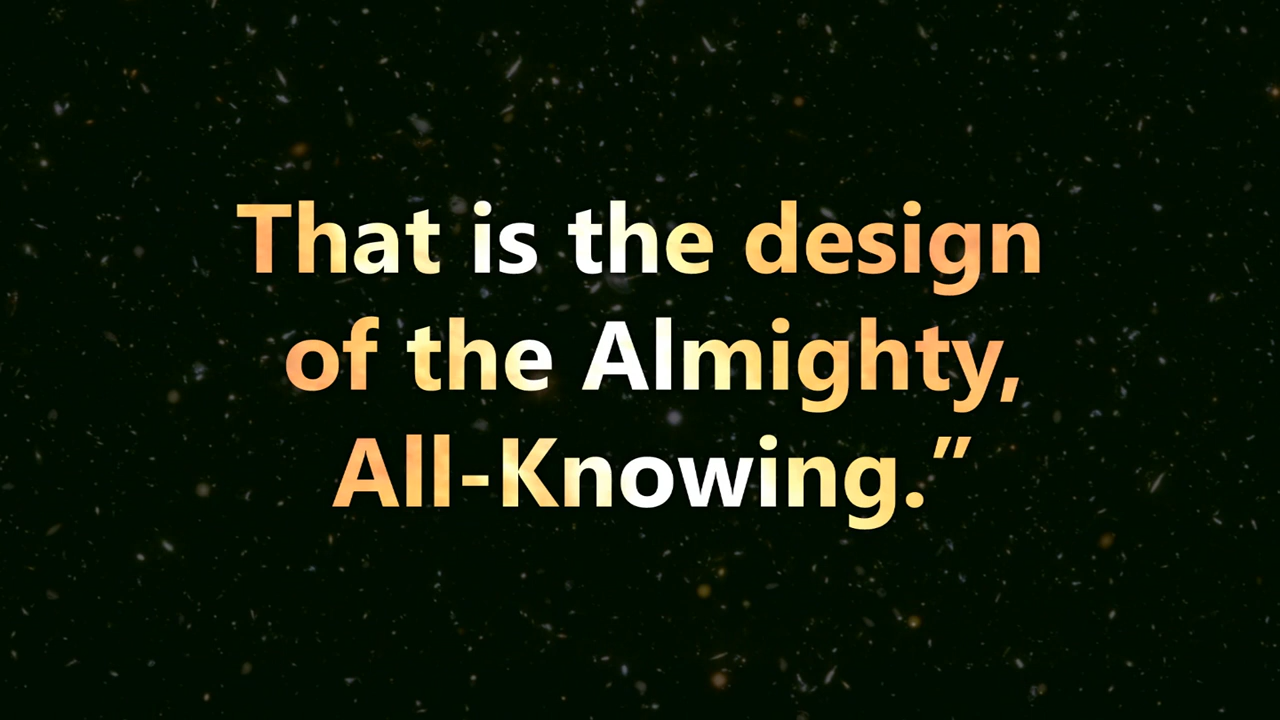 That is the design
of the Almighty,
All-Knowing.”